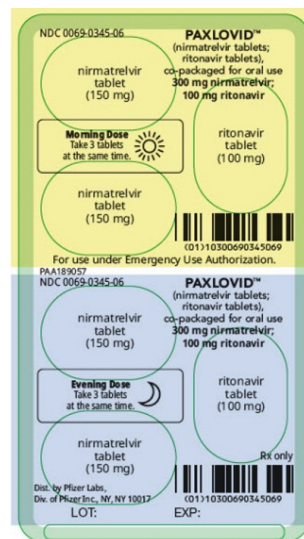 NDC 0069-0345-06
PAXLOVID™
(nirmatrelvir tablets;
ritonavir tablets),
co-packaged for oral use
300 mg nirmatrelvir;
100 mg ritonavir
nirmatrelvir
tablet
(150 mg)
Morning Dose
Take 3 tablets
at the same time.
ritonavir
tablet
(100 mg)
nirmatrelvir
tablet
(150 mg)
(01)10300690345069
For use under Emergency Use Authorization.
PAA189057
NDC 0069-0345-06
PAXLOVID™
(nirmatrelvir tablets;
ritonavir tablets),
co-packaged for oral use
300 mg nirmatrelvir;
100 mg ritonavir
nirmatrelvir
tablet
(150 mg)
Evening Dose
Take 3 tablets
at the same time.
ritonavir
tablet
(100 mg)
nirmatrelvir
tablet
(150 mg)
Rx only
Dist. by Pfizer Labs,
Div. of Pfizer Inc., NY, NY 10017
(01)10300690345069
LOT: EXP: